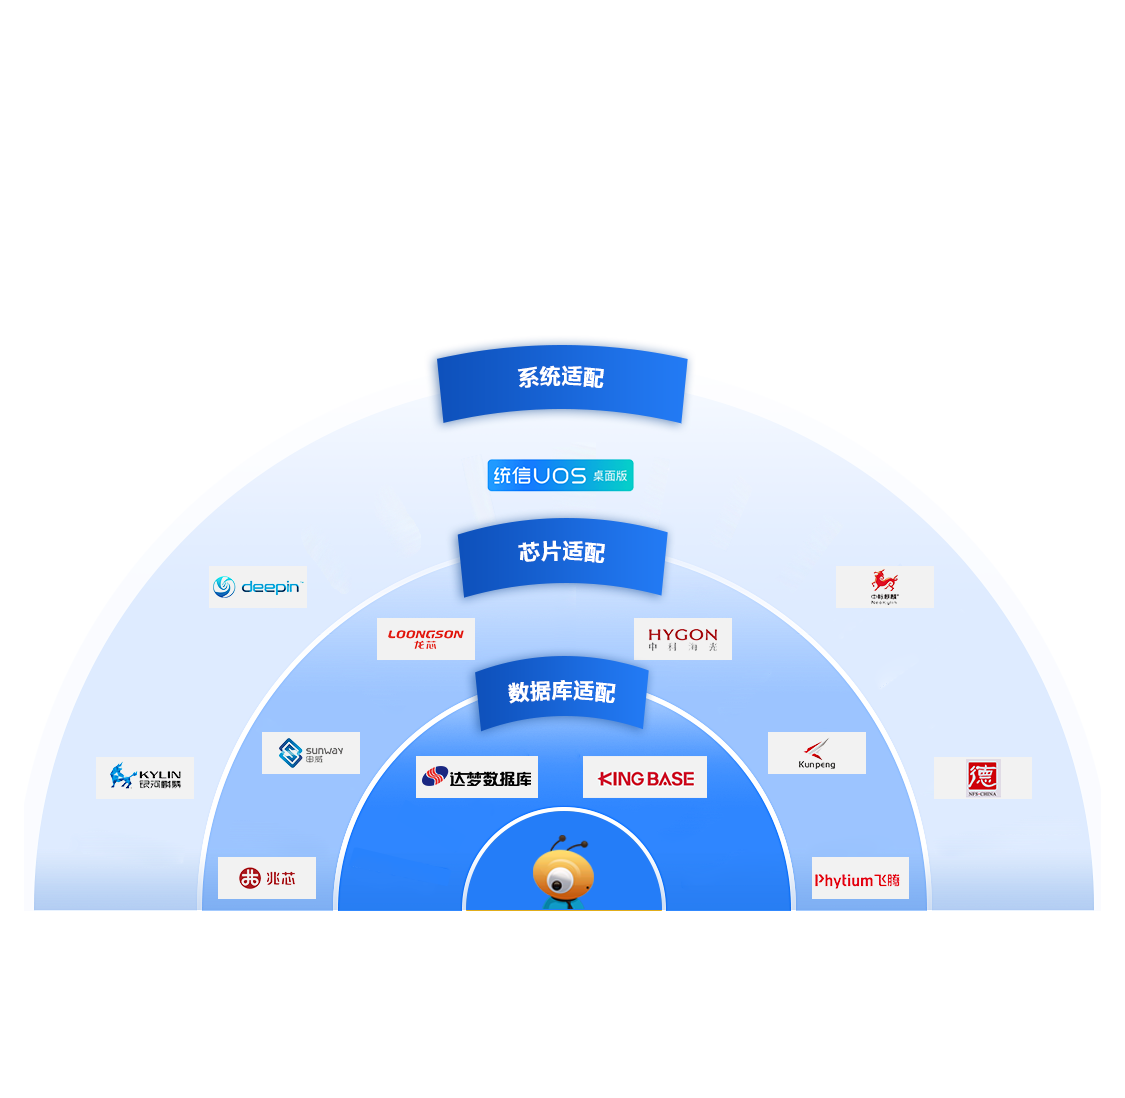 系统适配
统信UOS 桌面版
芯片适配
deepin™
中标麒麟®
NeoKylin
LOONGSON
龙芯
HYGON
中科海光
数据库适配
sunway
申威
Kunpeng
KYLIN
银河麒麟
达梦数据库
KINGBASE
德
NFS-CHINA
兆芯
Phytium飞腾